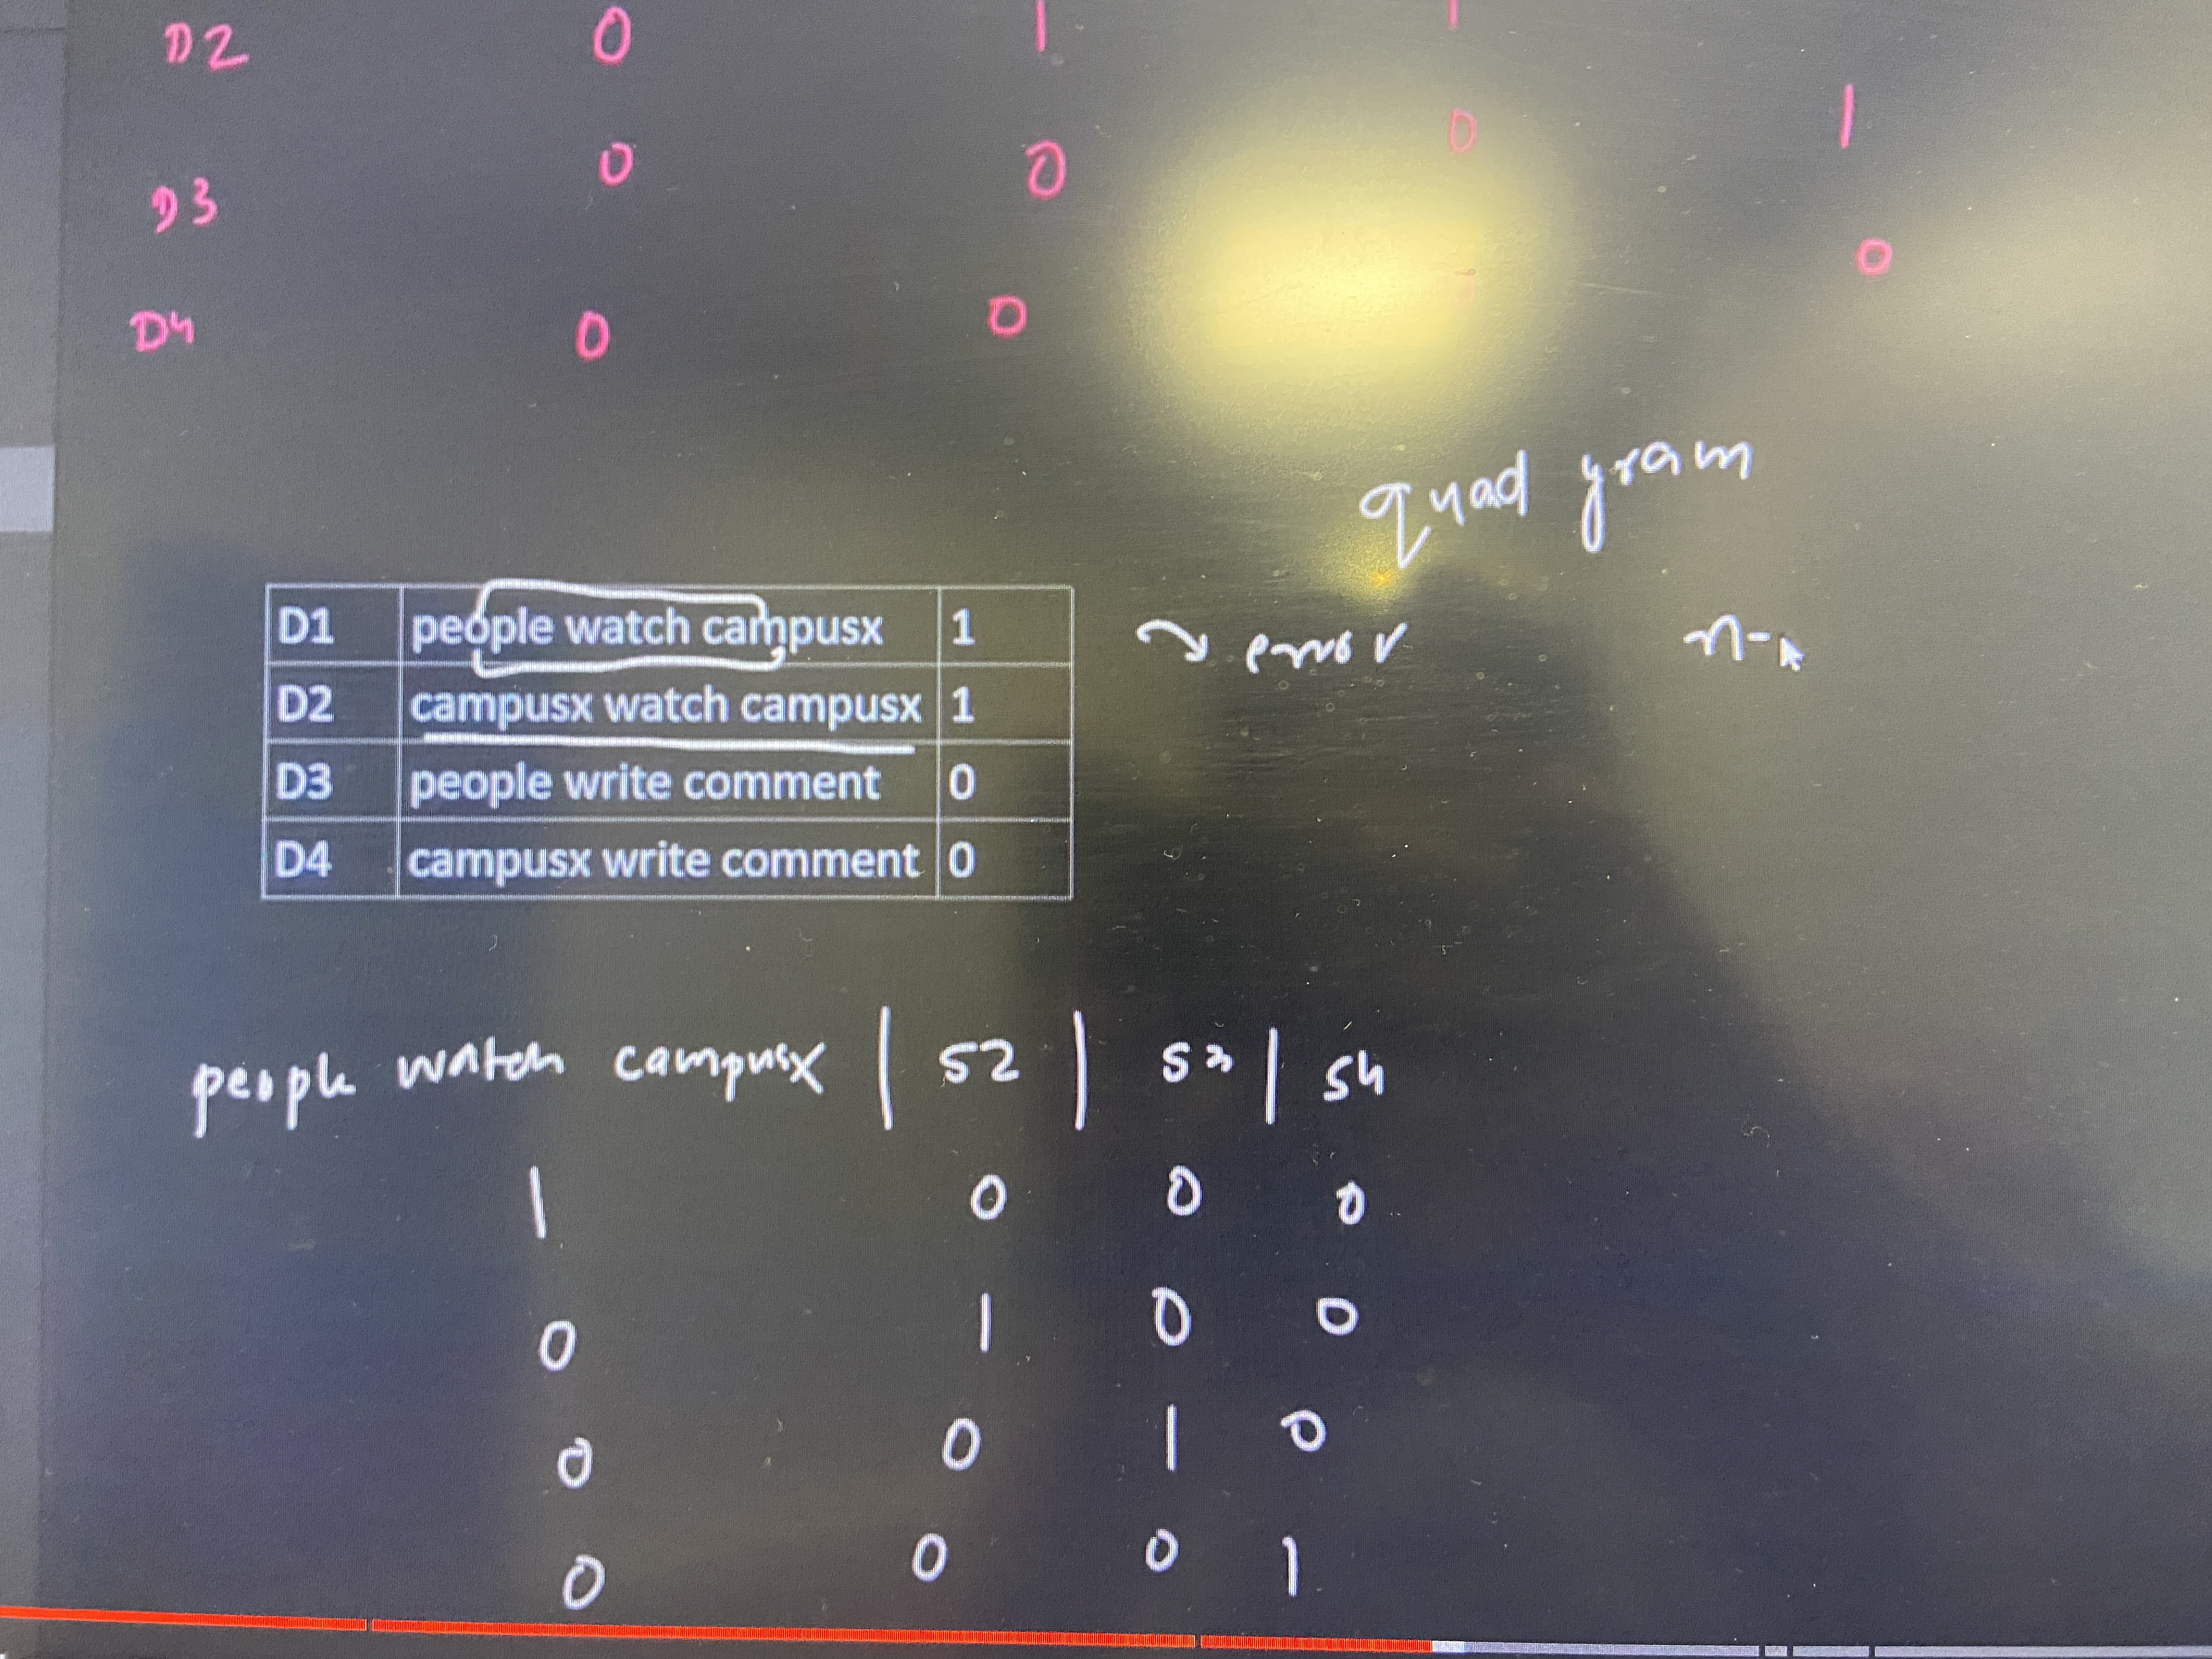 D2 0 1 1
D3 0 0 0 1
D4 0 0 0
quad gram
D1 people watch campusx 1
error n-
D2 campusx watch campusx 1
D3 people write comment 0
D4 campusx write comment 0
people watch campusx | S2 | S3 | S4
1 0 0 0
0 1 0 0
0 0 1 0
0 0 0 1